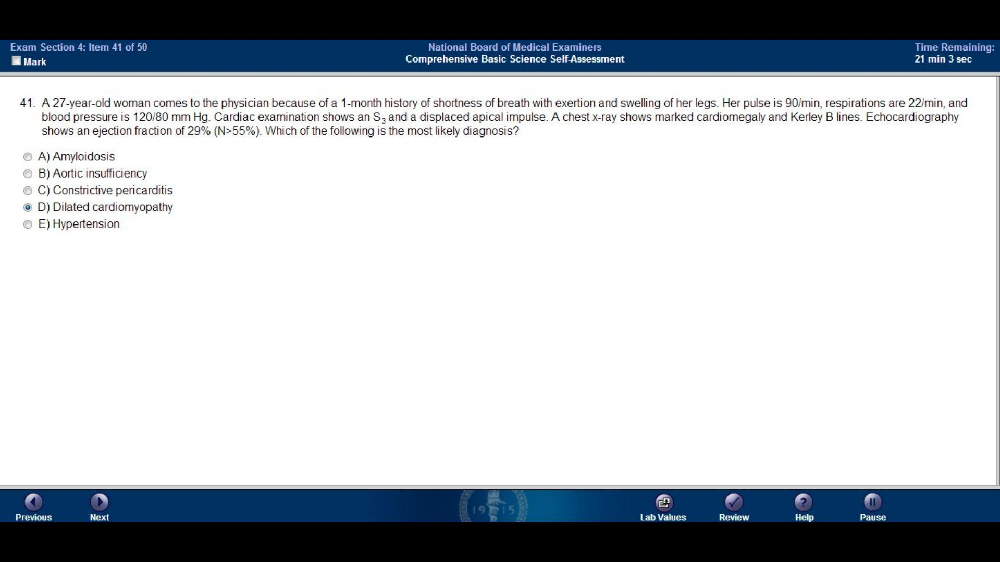 Exam Section 4: Item 41 of 50
National Board of Medical Examiners
Time Remaining:
Mark
Comprehensive Basic Science Self-Assessment
21 min 3 sec
41. A 27-year-old woman comes to the physician because of a 1-month history of shortness of breath with exertion and swelling of her legs. Her pulse is 90/min, respirations are 22/min, and
blood pressure is 120/80 mm Hg. Cardiac examination shows an S3 and a displaced apical impulse. A chest x-ray shows marked cardiomegaly and Kerley B lines. Echocardiography
shows an ejection fraction of 29% (N>55%). Which of the following is the most likely diagnosis?
A) Amyloidosis
B) Aortic insufficiency
C) Constrictive pericarditis
D) Dilated cardiomyopathy
E) Hypertension
1915
Previous
Next
Lab Values
Review
Help
Pause